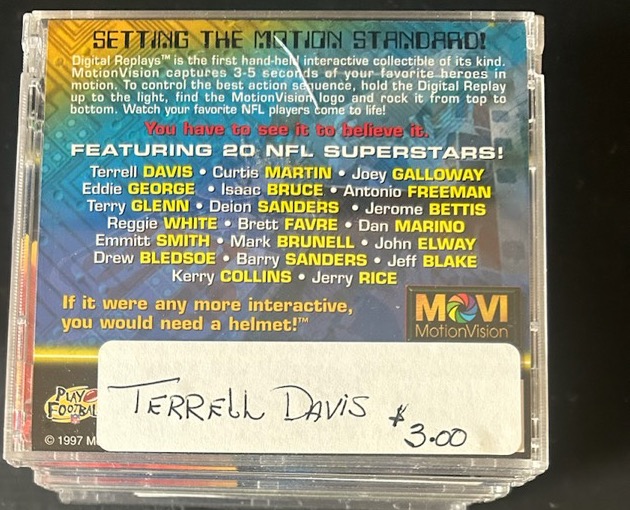 SETTING THE MOTION STANDARD!
Digital Replays™ is the first hand-held interactive collectible of its kind.
MotionVision captures 3-5 seconds of your favorite heroes in
motion. To control the best action sequence, hold the Digital Replay
up to the light, find the MotionVision logo and rock it from top to
bottom. Watch your favorite NFL players come to life!
You have to see it to believe it.
FEATURING 20 NFL SUPERSTARS!
Terrell DAVIS • Curtis MARTIN • Joey GALLOWAY
Eddie GEORGE • Isaac BRUCE • Antonio FREEMAN
Terry GLENN • Deion SANDERS • Jerome BETTIS
Reggie WHITE • Brett FAVRE • Dan MARINO
Emmitt SMITH • Mark BRUNELL • John ELWAY
Drew BLEDSOE • Barry SANDERS • Jeff BLAKE
Kerry COLLINS • Jerry RICE
If it were any more interactive,
you would need a helmet!™
MOVI
MotionVision
PLAY
FOOTBAL
TERRELL DAVIS $3.00
© 1997 M